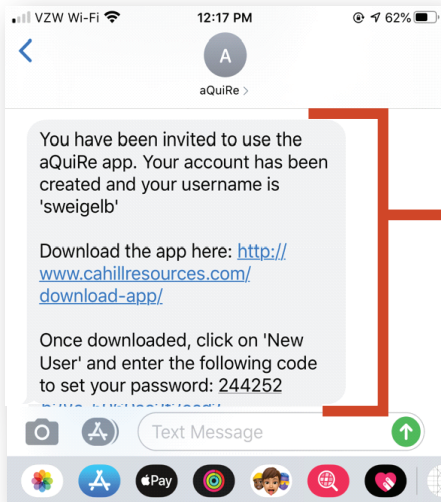 VZW Wi-Fi 12:17 PM 62%
A
aQuiRe >
You have been invited to use the
aQuiRe app. Your account has been
created and your username is
'sweigelb'
Download the app here: http://
www.cahillresources.com/
download-app/
Once downloaded, click on 'New
User' and enter the following code
to set your password: 244252
Text Message
Pay